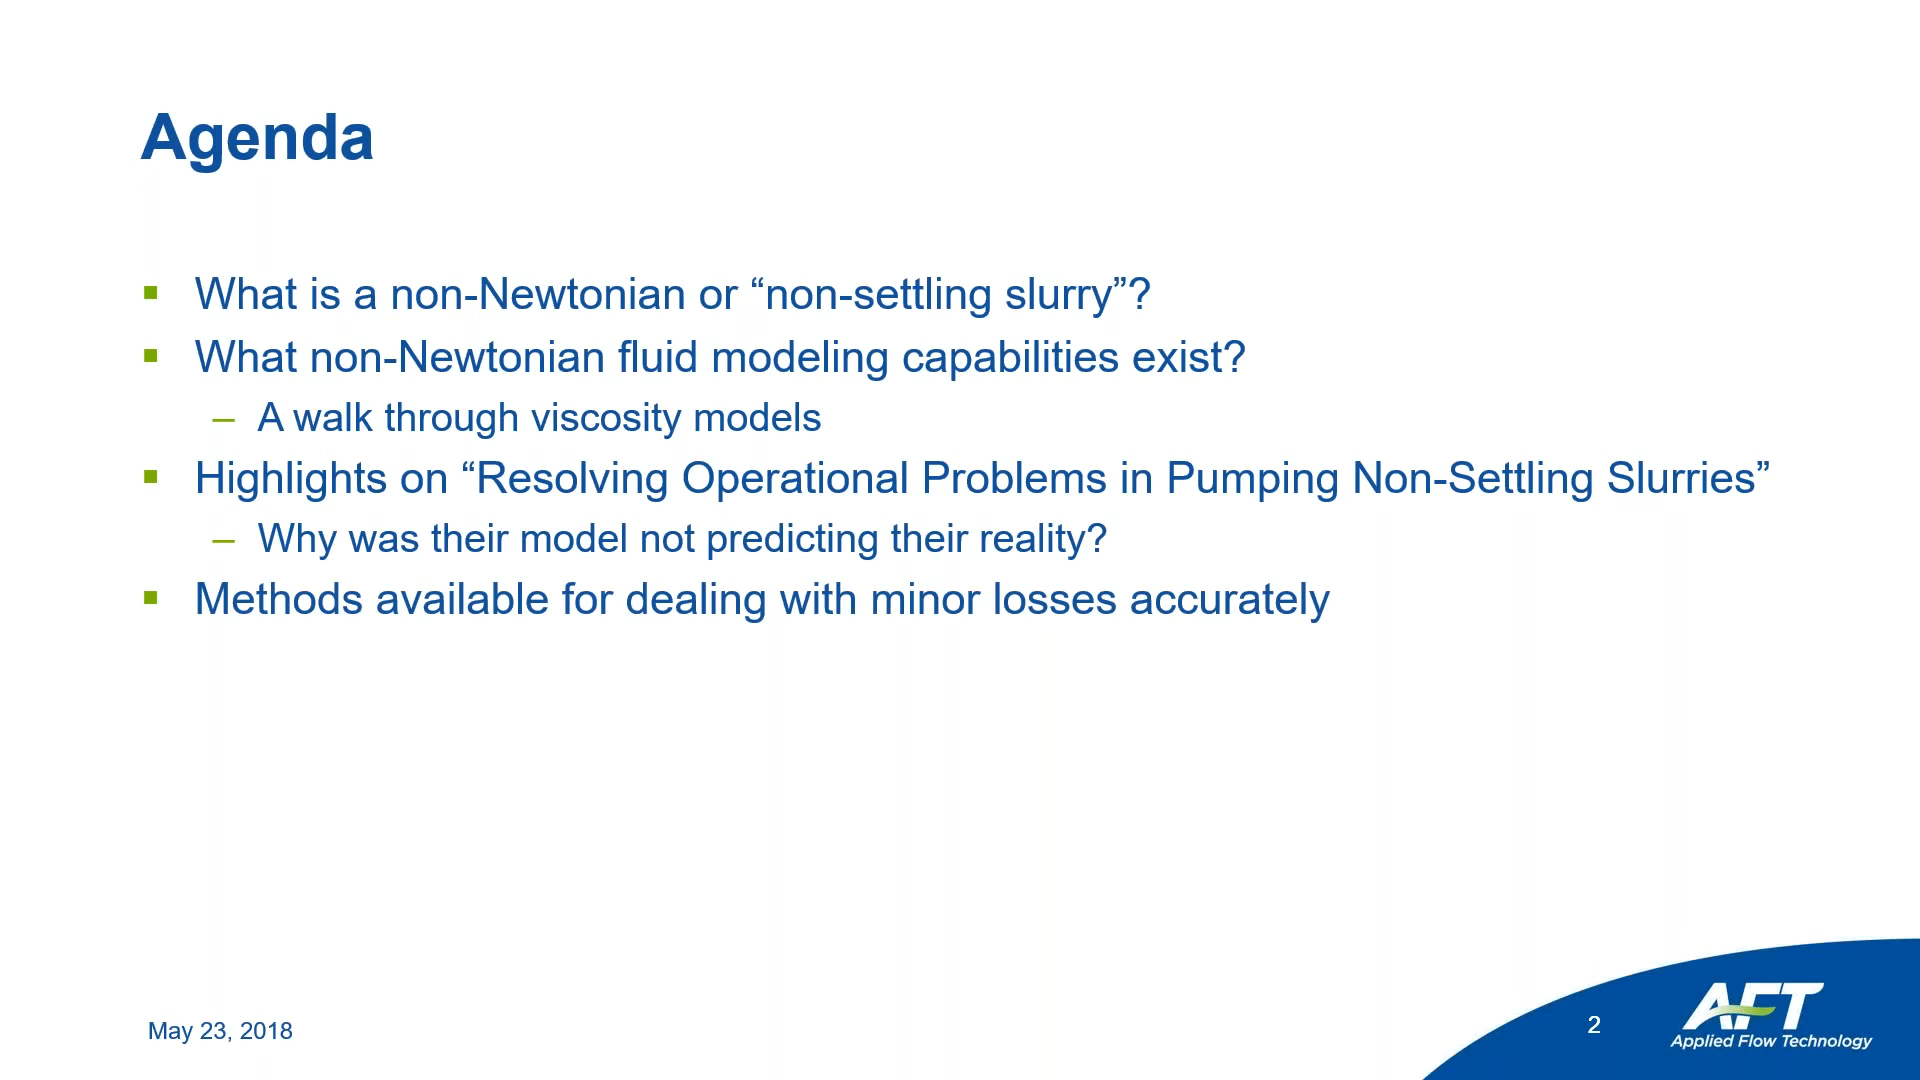 Agenda
▪ What is a non-Newtonian or “non-settling slurry”?
▪ What non-Newtonian fluid modeling capabilities exist?
– A walk through viscosity models
▪ Highlights on “Resolving Operational Problems in Pumping Non-Settling Slurries”
– Why was their model not predicting their reality?
▪ Methods available for dealing with minor losses accurately
May 23, 2018
2
AFT
Applied Flow Technology